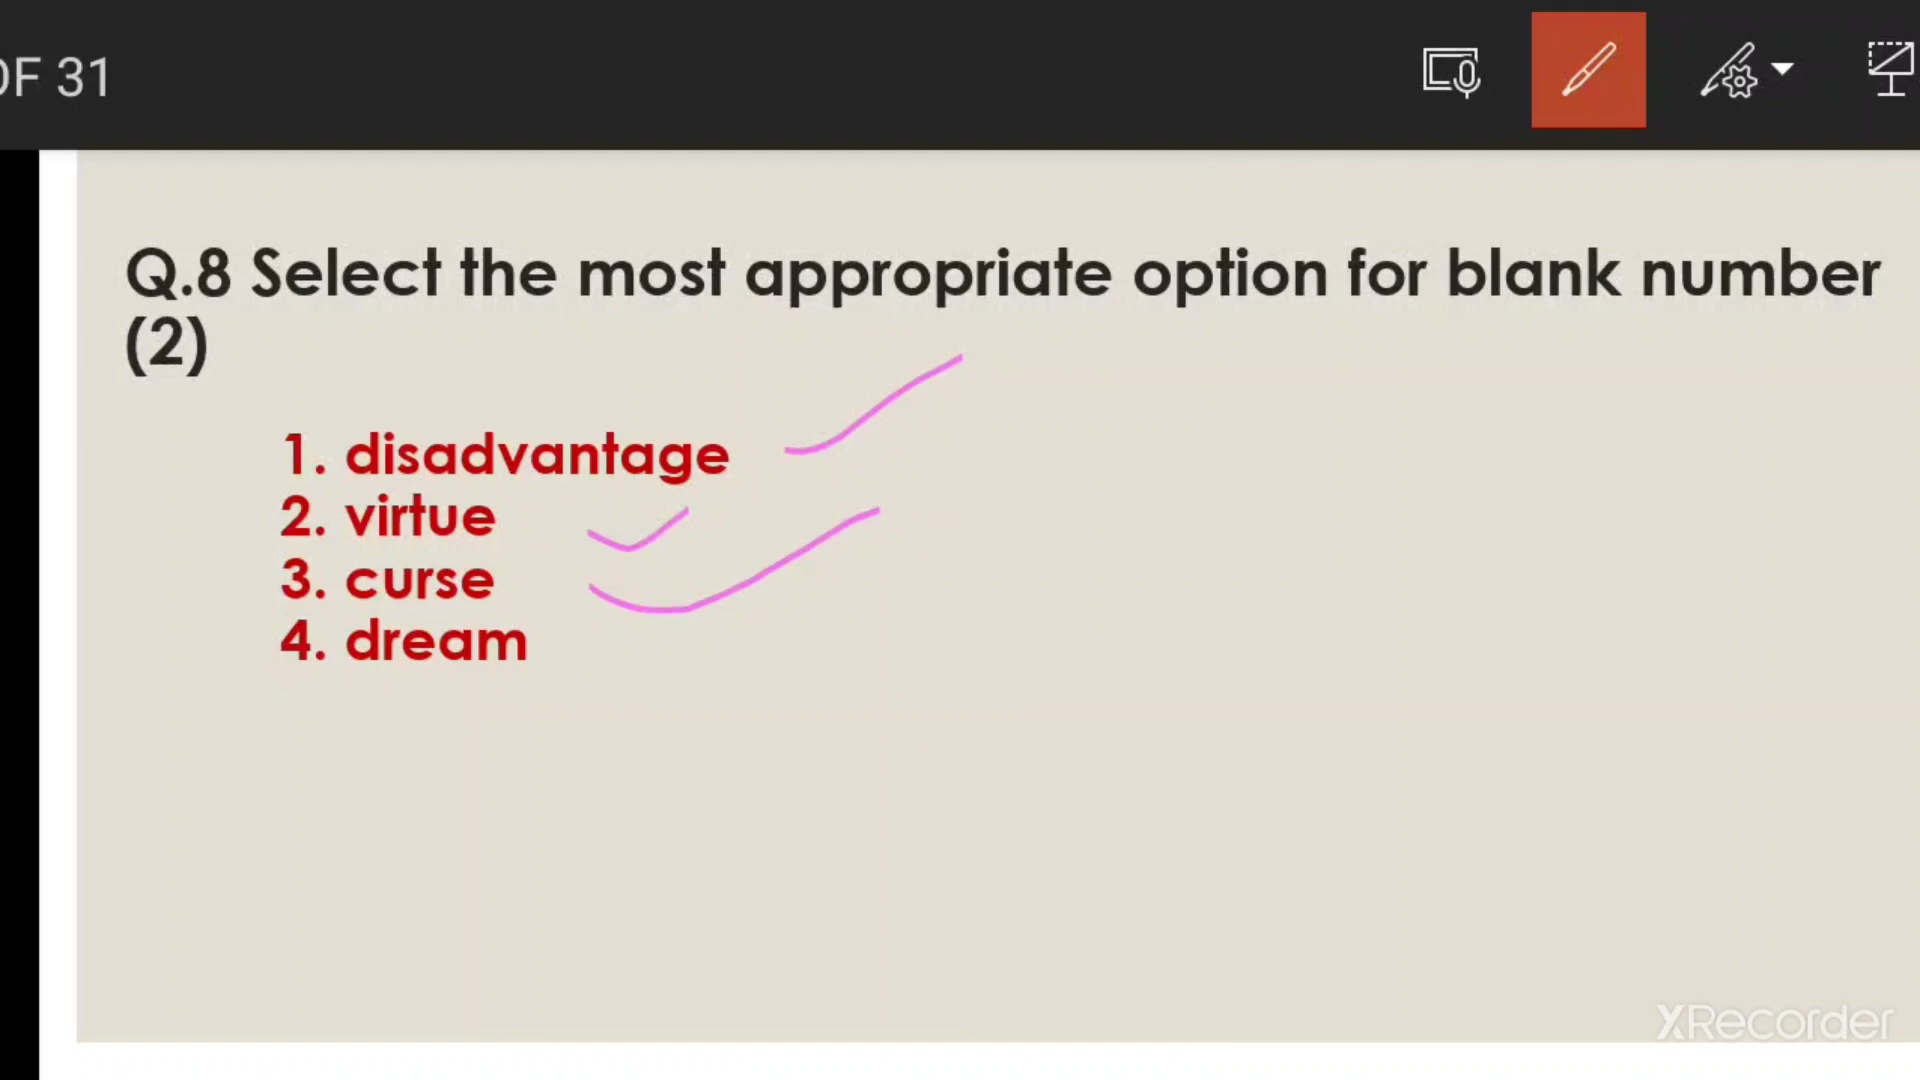 OF 31
Q.8 Select the most appropriate option for blank number
(2)
1. disadvantage
2. virtue
3. curse
4. dream
XRecorder